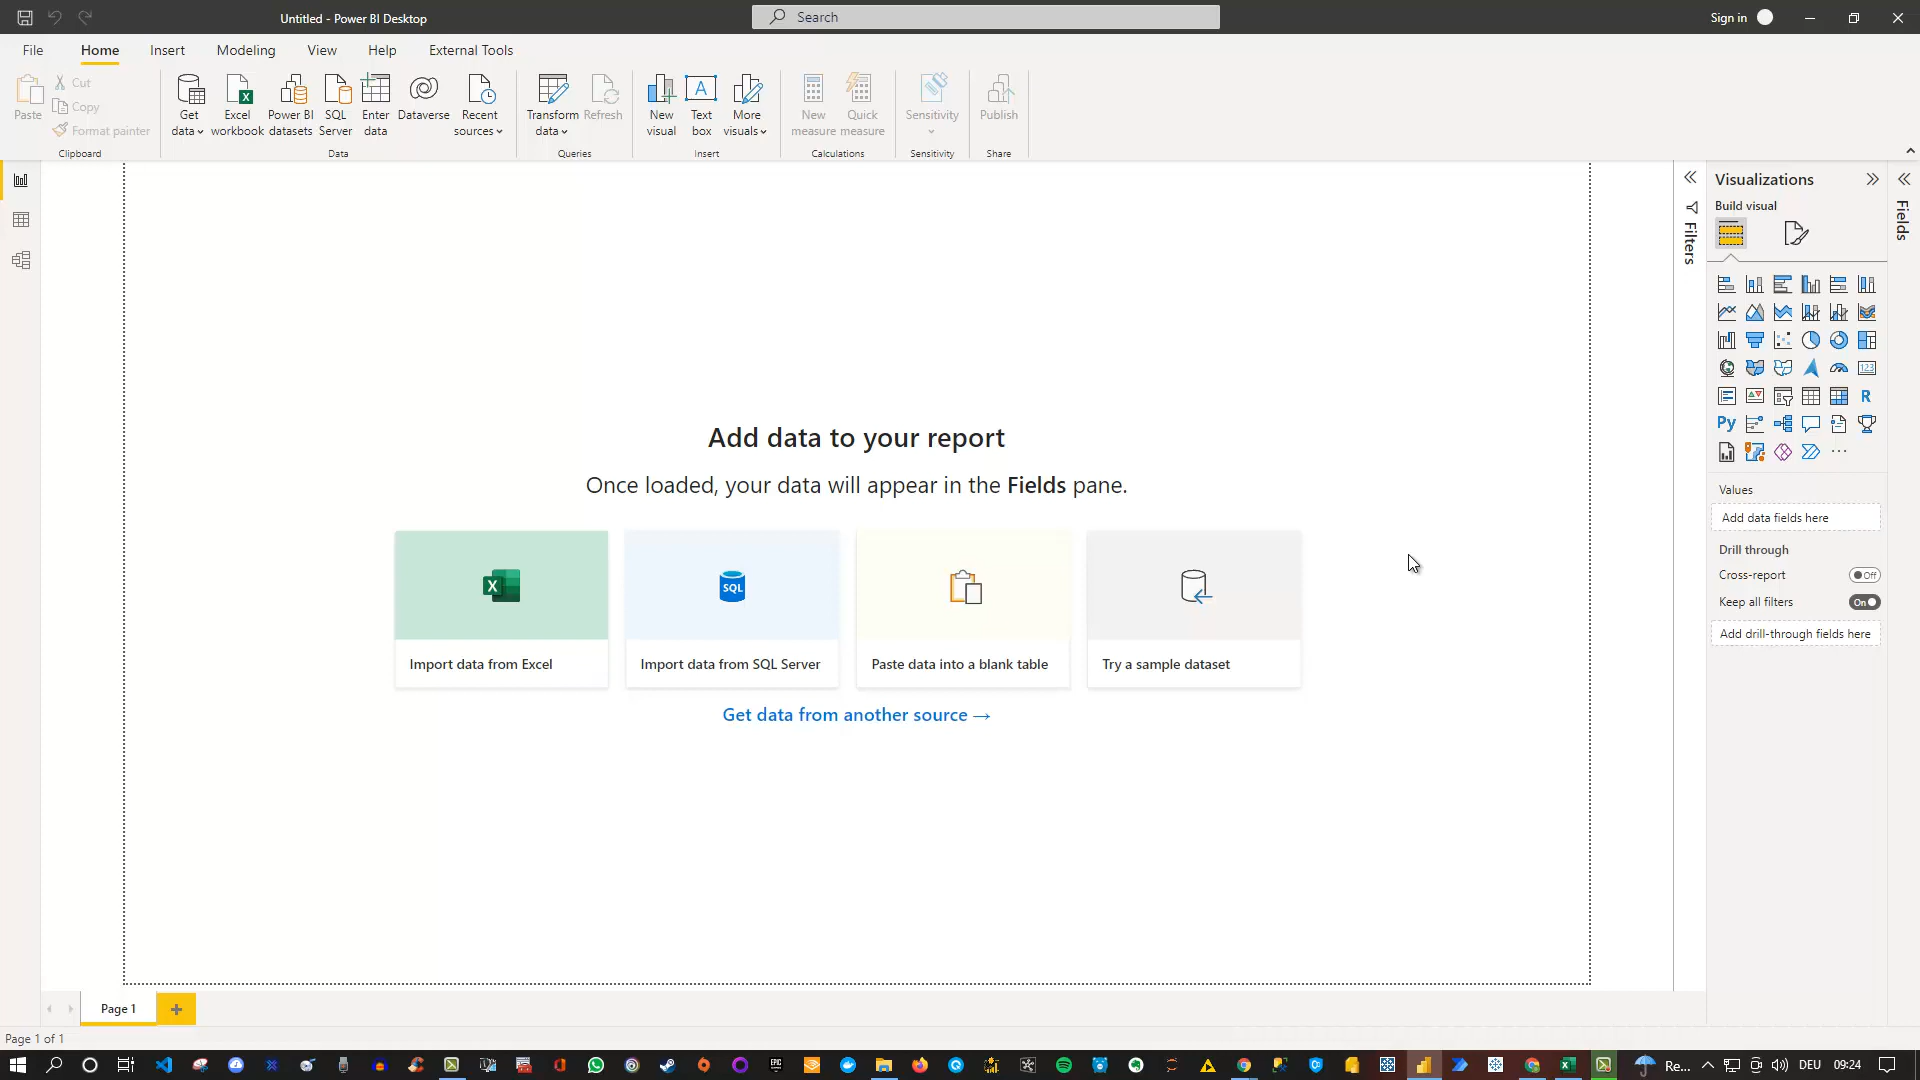 Untitled - Power BI Desktop
Search
Sign in
File
Home
Insert
Modeling
View
Help
External Tools
Paste
Cut
Copy
Format painter
Clipboard
Get
data
Excel
workbook
Power BI
datasets
SQL
Server
Enter
data
Dataverse
Recent
sources
Data
Transform
data
Refresh
Queries
New
visual
A
Text
box
More
visuals
Insert
New
measure
Quick
measure
Calculations
Sensitivity
Sensitivity
Publish
Share
Filters
Visualizations
Build visual
Fields
123
R
Py
Values
Add data fields here
Drill through
Cross-report
Off
Keep all filters
On
Add drill-through fields here
Add data to your report
Once loaded, your data will appear in the Fields pane.
X
SQL
Import data from Excel
Import data from SQL Server
Paste data into a blank table
Try a sample dataset
Get data from another source →
Page 1
Page 1 of 1
Re...
DEU
09:24